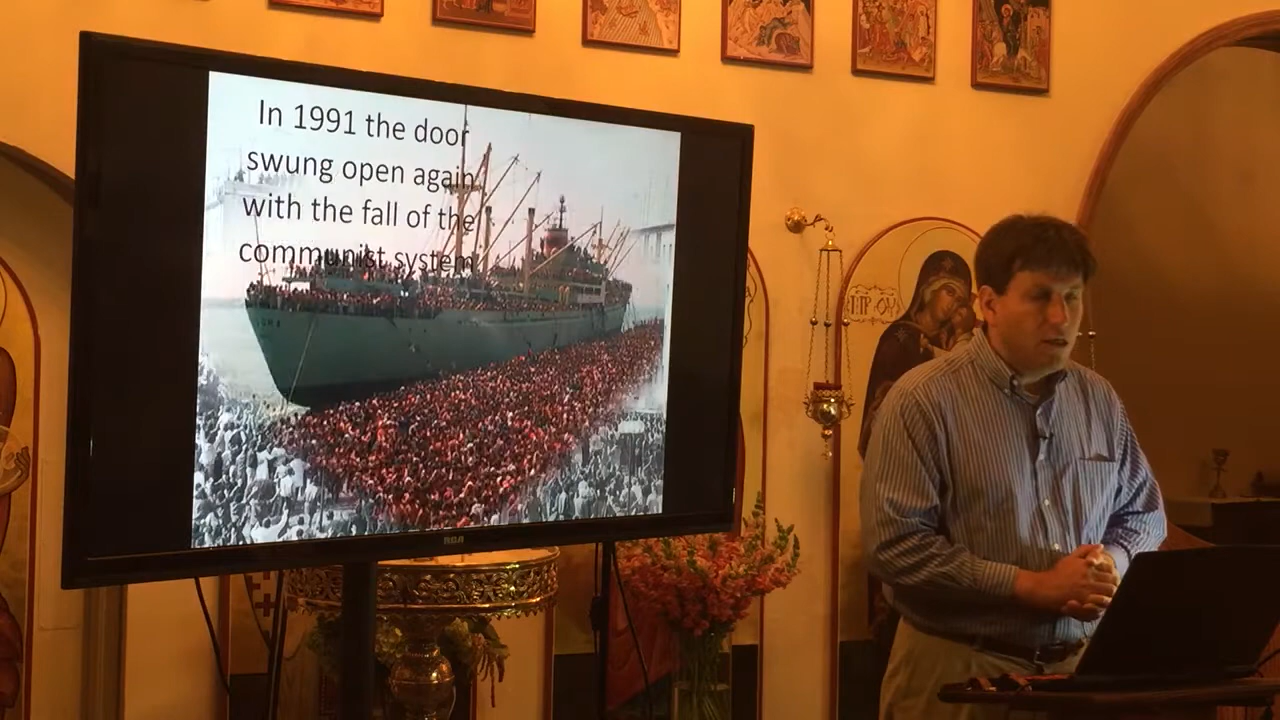 In 1991 the door
swung open again
with the fall of the
communist system
RCA